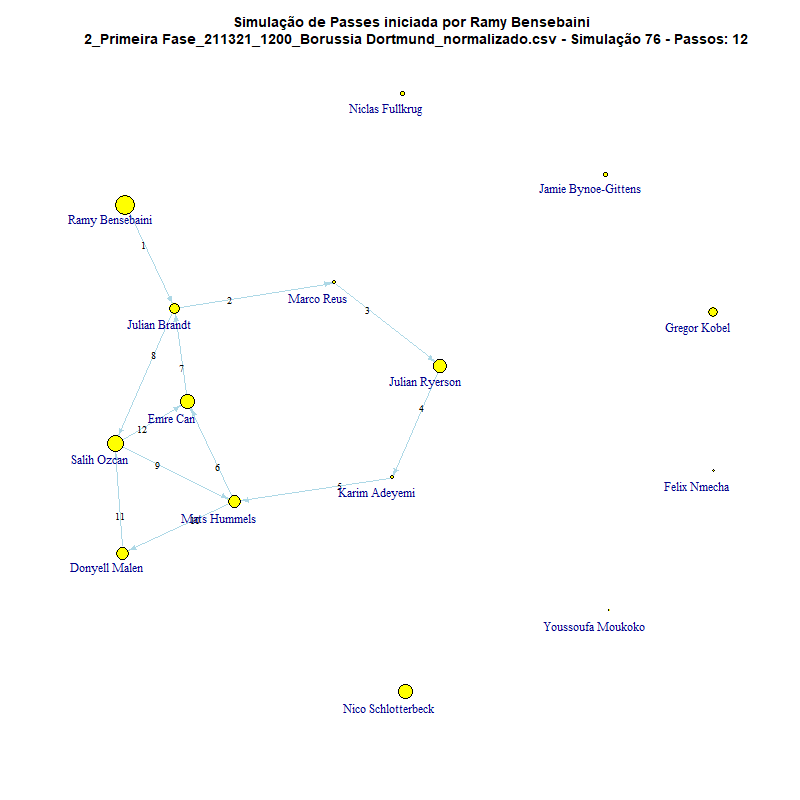 Simulação de Passes iniciada por Ramy Bensebaini
2_Primeira Fase_211321_1200_Borussia Dortmund_normalizado.csv - Simulação 76 - Passos: 12
Niclas Fullkrug
Jamie Bynoe-Gittens
Ramy Bensebaini
1
Marco Reus
2
3
Julian Brandt
Gregor Kobel
8
7
Julian Ryerson
4
Emre Can
12
Salih Ozcan
9
6
5
Karim Adeyemi
Felix Nmecha
11
Mats Hummels
10
Donyell Malen
Youssoufa Moukoko
Nico Schlotterbeck